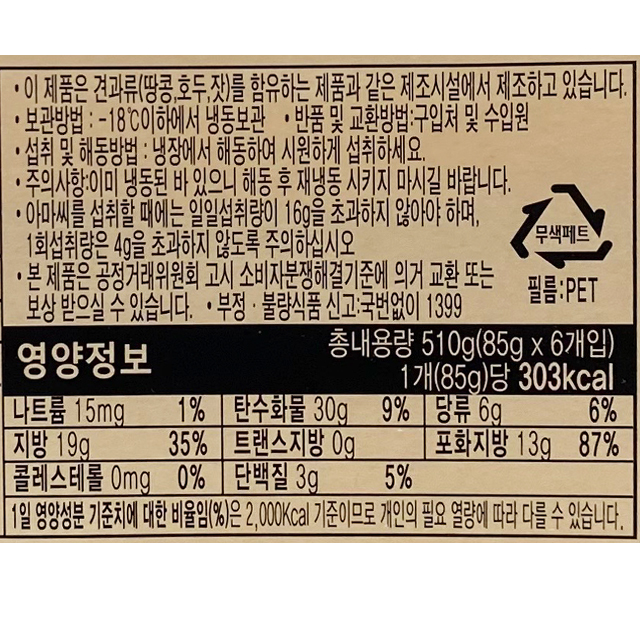 • 이 제품은 견과류(땅콩,호두,잣)를 함유하는 제품과 같은 제조시설에서 제조하고 있습니다.
• 보관방법 : -18℃이하에서 냉동보관 • 반품 및 교환방법:구입처 및 수입원
• 섭취 및 해동방법 : 냉장에서 해동하여 시원하게 섭취하세요.
• 주의사항:이미 냉동된 바 있으니 해동 후 재냉동 시키지 마시길 바랍니다.
• 아마씨를 섭취할 때에는 일일섭취량이 16g을 초과하지 않아야 하며,
1회섭취량은 4g을 초과하지 않도록 주의하십시오
무색페트
• 본 제품은 공정거래위원회 고시 소비자분쟁해결기준에 의거 교환 또는
보상 받으실 수 있습니다. • 부정 · 불량식품 신고:국번없이 1399
필름:PET
영양정보
총내용량 510g(85g x 6개입)
1개(85g)당 303kcal
나트륨 15mg 1% 탄수화물 30g 9% 당류 6g 6%
지방 19g 35% 트랜스지방 0g 포화지방 13g 87%
콜레스테롤 0mg 0% 단백질 3g 5%
1일 영양성분 기준치에 대한 비율임(%)은 2,000Kcal 기준이므로 개인의 필요 열량에 따라 다를 수 있습니다.